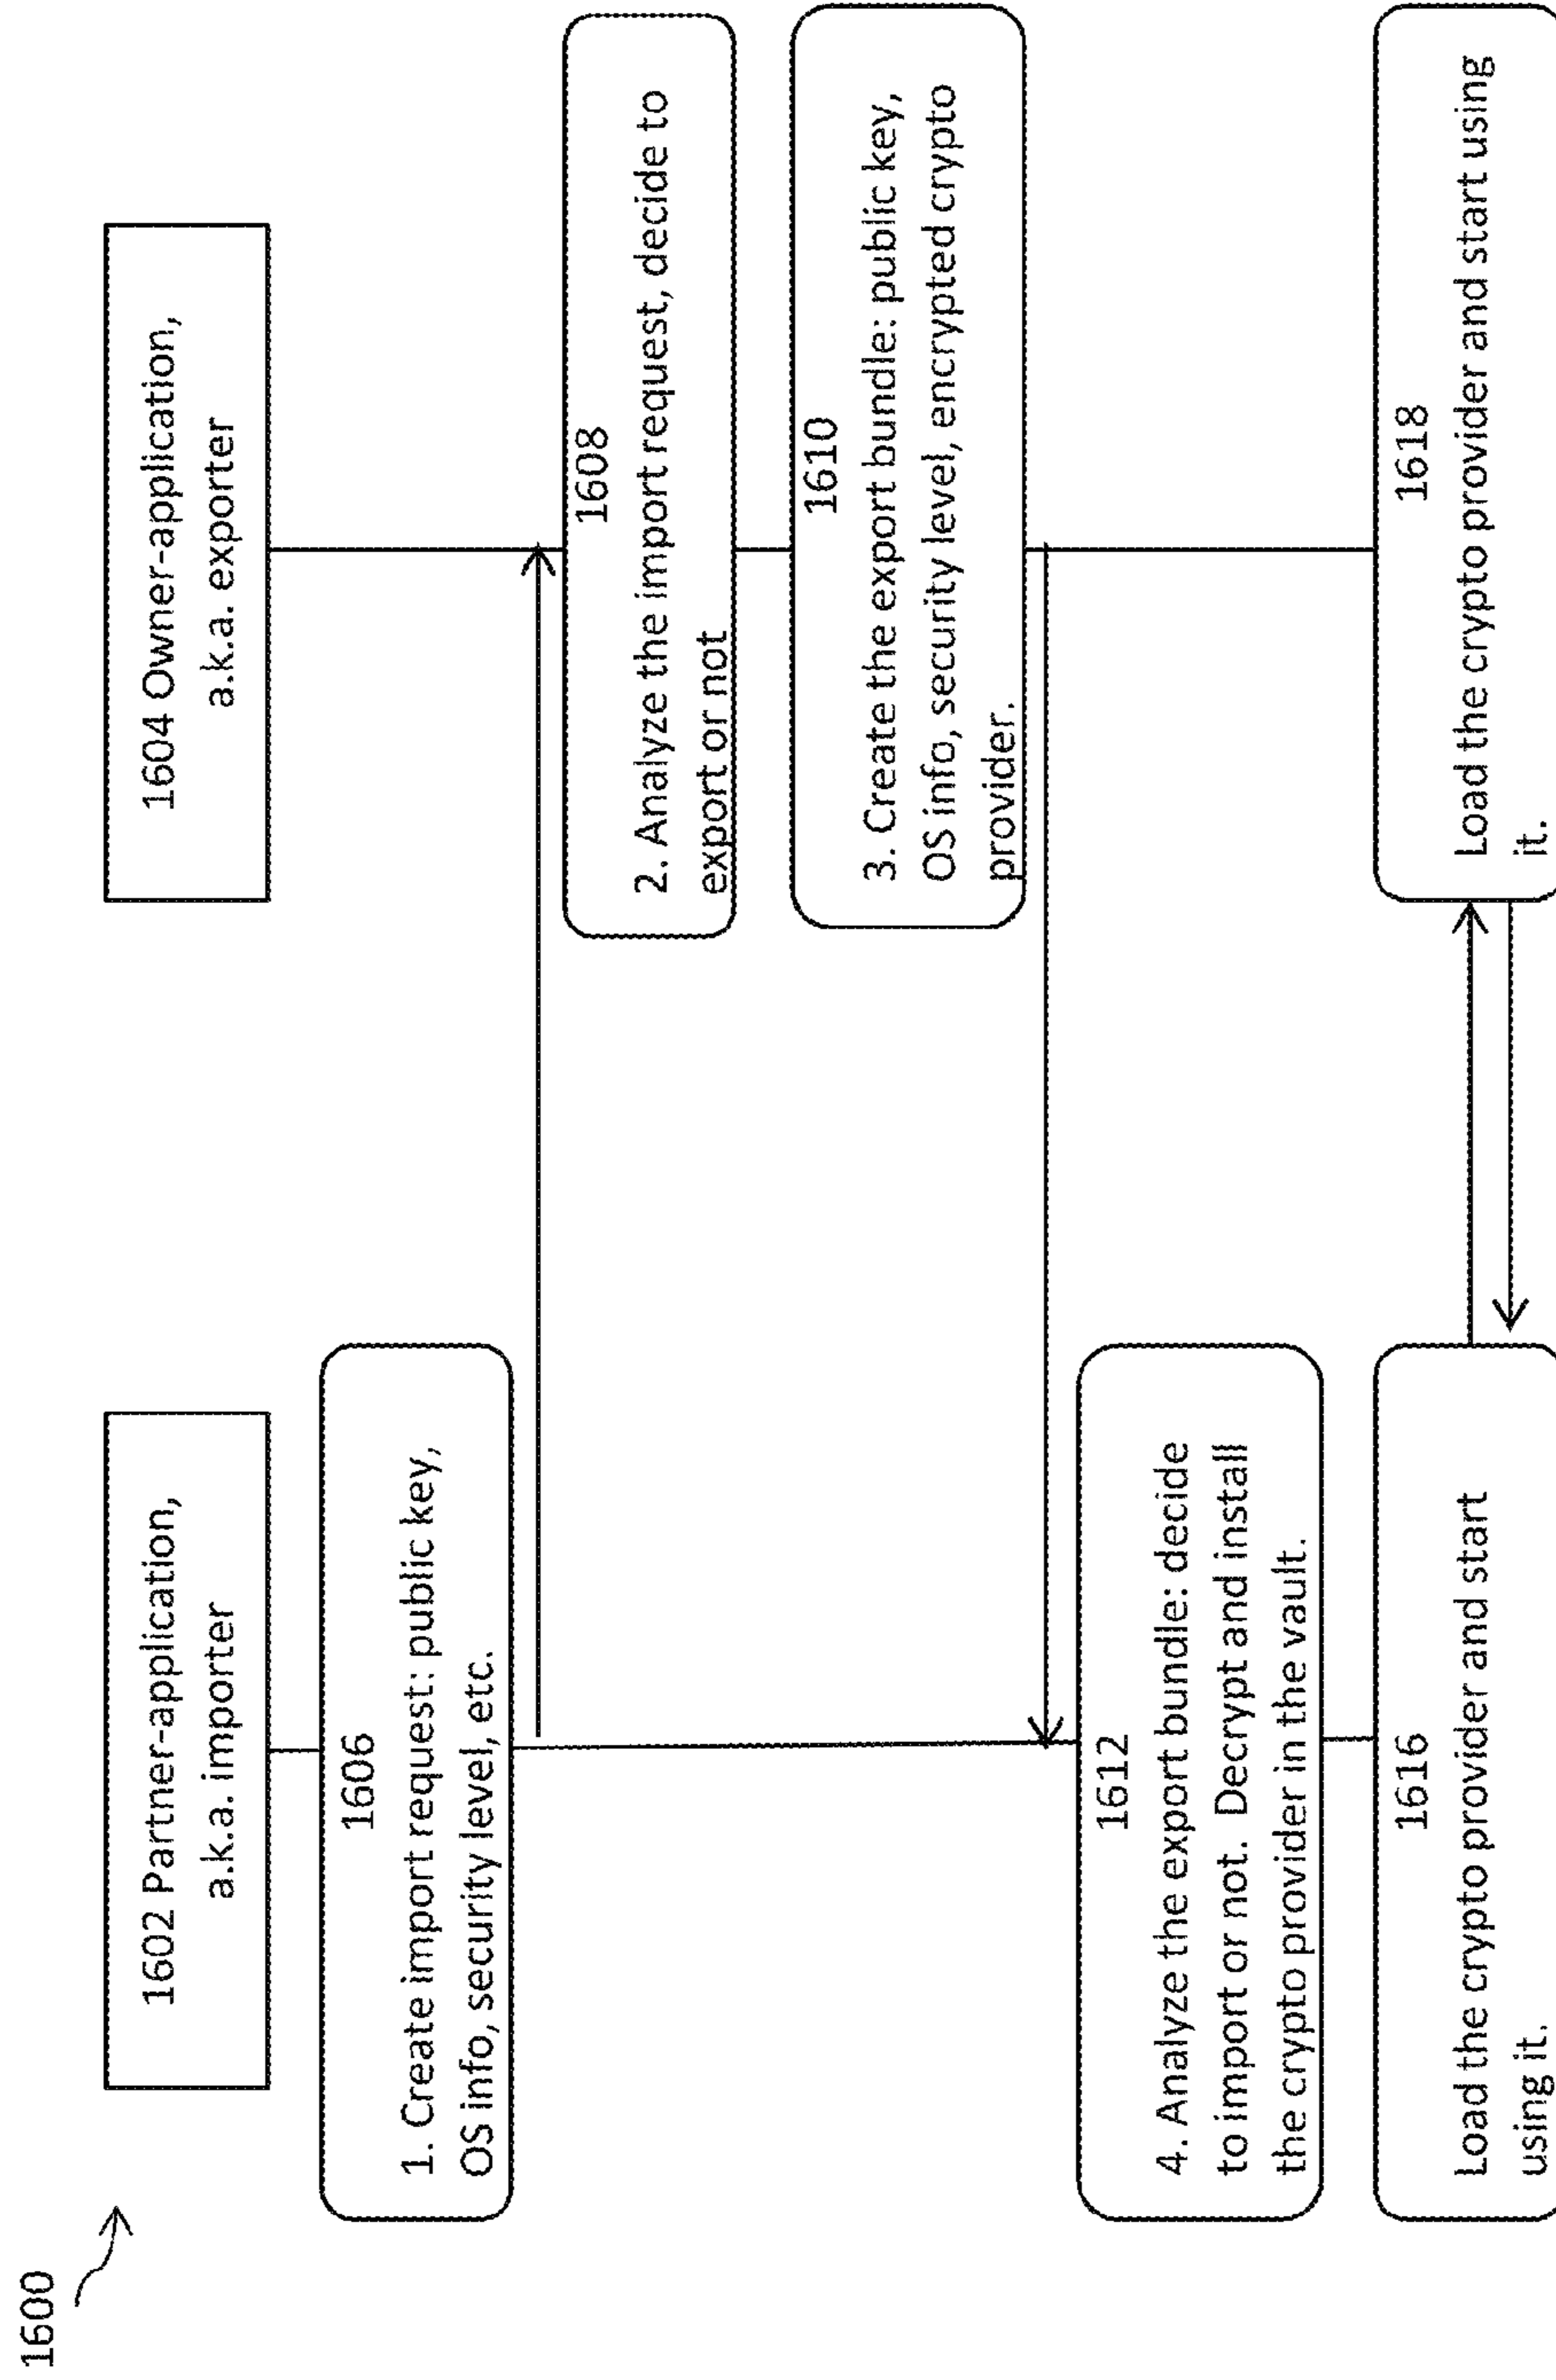 1600
1602 Partner-application,
a.k.a. importer
1604 Owner-application,
a.k.a. exporter
1606
1. Create import request: public key,
OS info, security level, etc.
1608
2. Analyze the import request, decide to
export or not
1610
3. Create the export bundle: public key,
OS info, security level, encrypted crypto
provider.
1612
4. Analyze the export bundle: decide
to import or not. Decrypt and install
the crypto provider in the vault.
1616
Load the crypto provider and start
using it.
1618
Load the crypto provider and start using
it.